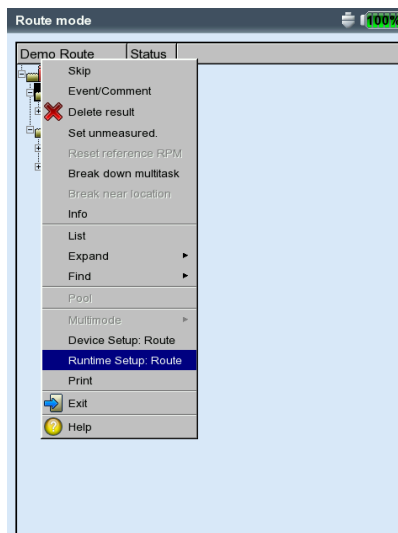 Route mode
100%
Demo Route Status
Skip
Event/Comment
Delete result
Set unmeasured.
Reset reference RPM
Break down multitask
Break near location
Info
List
Expand
Find
Pool
Multimode
Device Setup: Route
Runtime Setup: Route
Print
Exit
? Help